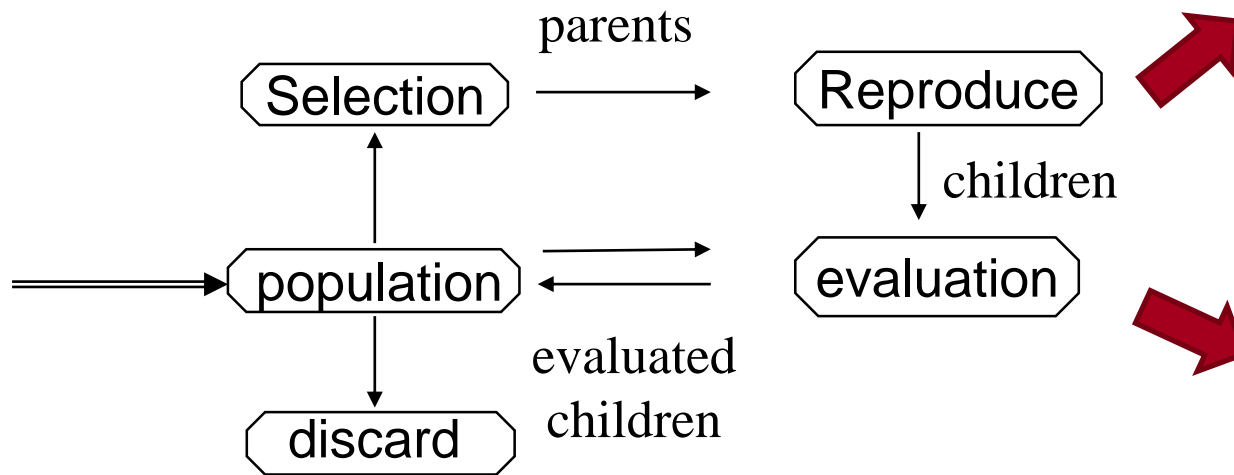 parents
Selection
Reproduce
children
population
evaluation
evaluated
children
discard